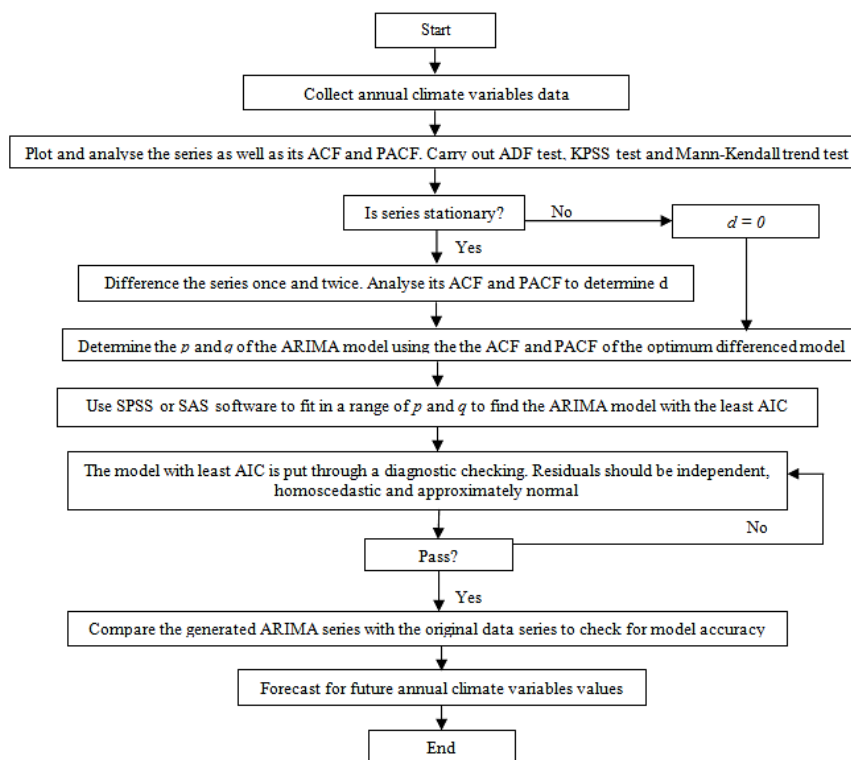 Start
Collect annual climate variables data
Plot and analyse the series as well as its ACF and PACF. Carry out ADF test, KPSS test and Mann-Kendall trend test
Is series stationary?
No
d = 0
Yes
Difference the series once and twice. Analyse its ACF and PACF to determine d
Determine the p and q of the ARIMA model using the the ACF and PACF of the optimum differenced model
Use SPSS or SAS software to fit in a range of p and q to find the ARIMA model with the least AIC
The model with least AIC is put through a diagnostic checking. Residuals should be independent,
homoscedastic and approximately normal
No
Pass?
Yes
Compare the generated ARIMA series with the original data series to check for model accuracy
Forecast for future annual climate variables values
End